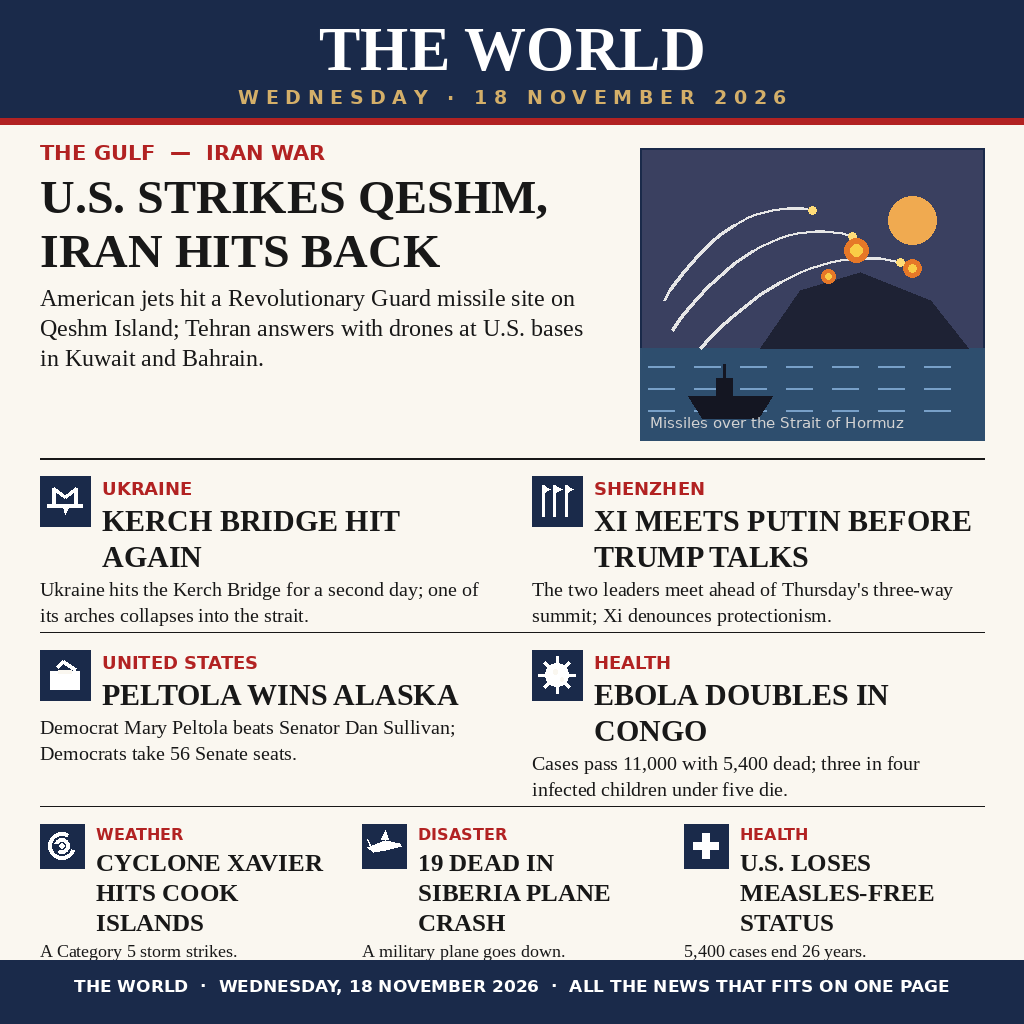 THE WORLD
WEDNESDAY · 18 NOVEMBER 2026
THE GULF — IRAN WAR
U.S. STRIKES QESHM,
IRAN HITS BACK
American jets hit a Revolutionary Guard missile site on
Qeshm Island; Tehran answers with drones at U.S. bases
in Kuwait and Bahrain.
Missiles over the Strait of Hormuz
UKRAINE
KERCH BRIDGE HIT
AGAIN
Ukraine hits the Kerch Bridge for a second day; one of
its arches collapses into the strait.
SHENZHEN
XI MEETS PUTIN BEFORE
TRUMP TALKS
The two leaders meet ahead of Thursday's three-way
summit; Xi denounces protectionism.
UNITED STATES
PELTOLA WINS ALASKA
Democrat Mary Peltola beats Senator Dan Sullivan;
Democrats take 56 Senate seats.
HEALTH
EBOLA DOUBLES IN
CONGO
Cases pass 11,000 with 5,400 dead; three in four
infected children under five die.
WEATHER
CYCLONE XAVIER
HITS COOK
ISLANDS
A Category 5 storm strikes.
DISASTER
19 DEAD IN
SIBERIA PLANE
CRASH
A military plane goes down.
HEALTH
U.S. LOSES
MEASLES-FREE
STATUS
5,400 cases end 26 years.
THE WORLD · WEDNESDAY, 18 NOVEMBER 2026 · ALL THE NEWS THAT FITS ON ONE PAGE